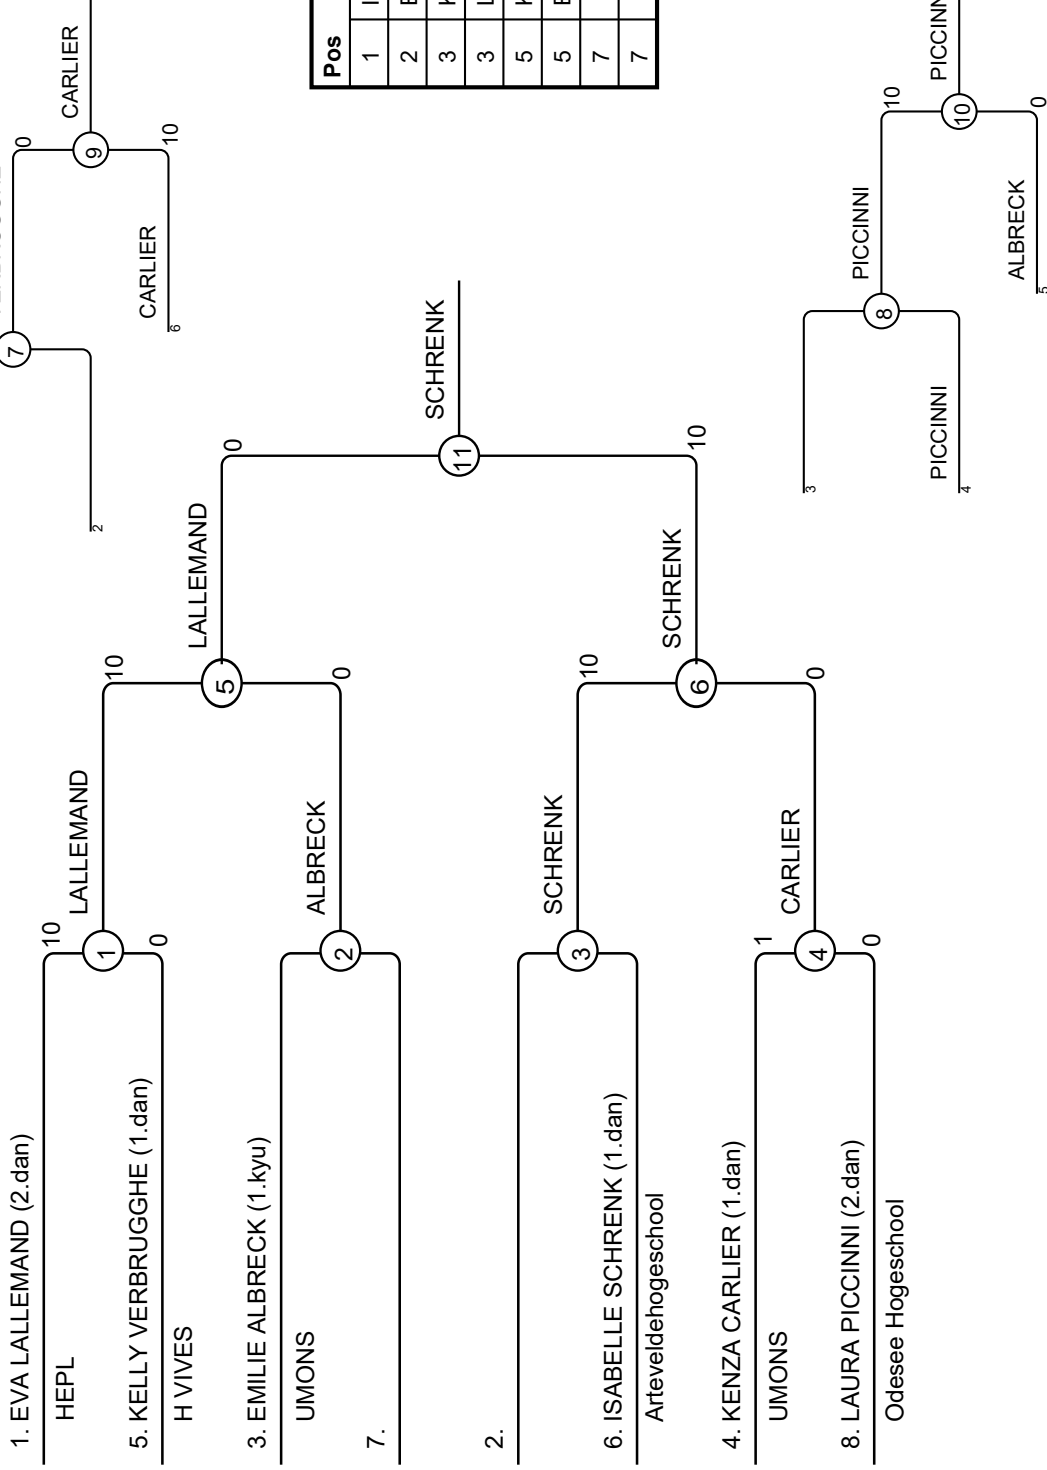 1. EVA LALLEMAND (2.dan)
HEPL
5. KELLY VERBRUGGHE (1.dan)
H VIVES
3. EMILIE ALBRECK (1.kyu)
UMONS
7.
2.
6. ISABELLE SCHRENK (1.dan)
Arteveldehogeschool
4. KENZA CARLIER (1.dan)
UMONS
8. LAURA PICCINNI (2.dan)
Odesee Hogeschool
10
1
0
LALLEMAND
2
ALBRECK
3
SCHRENK
1
4
0
CARLIER
10
5
0
LALLEMAND
10
6
0
SCHRENK
0
11
10
SCHRENK
2
7
0
6
CARLIER
9
10
CARLIER
3
4
PICCINNI
8
PICCINNI
10
5
ALBRECK
10
0
Pos
1
2
3
3
5
5
7
7